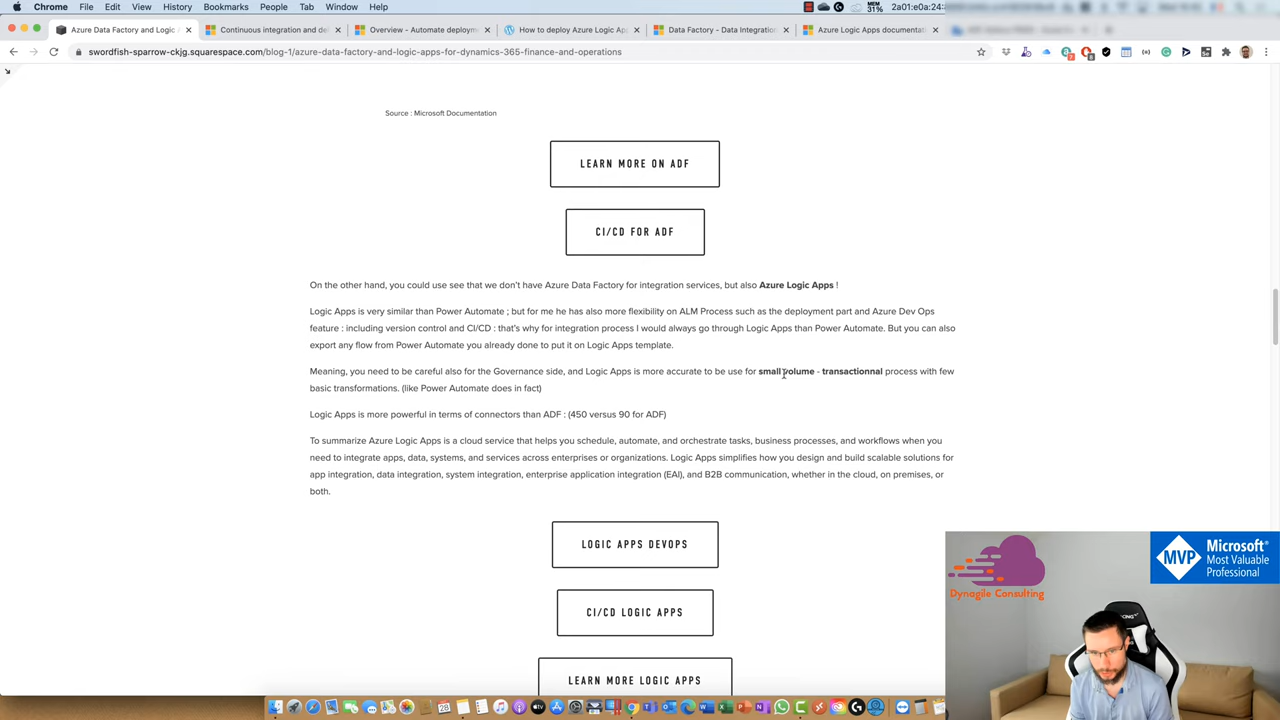 Chrome File Edit View History Bookmarks People Tab Window Help
MEM 31% 2a01:e0a:24:
Azure Data Factory and Logic A
Continuous integration and de
Overview - Automate deploym
How to deploy Azure Logic Ap
Data Factory - Data Integration
Azure Logic Apps documentati
swordfish-sparrow-ckjg.squarespace.com/blog-1/azure-data-factory-and-logic-apps-for-dynamics-365-finance-and-operations
Source : Microsoft Documentation
LEARN MORE ON ADF
CI/CD FOR ADF
On the other hand, you could use see that we don't have Azure Data Factory for integration services, but also Azure Logic Apps !
Logic Apps is very similar than Power Automate ; but for me he has also more flexibility on ALM Process such as the deployment part and Azure Dev Ops
feature : including version control and CI/CD : that's why for integration process I would always go through Logic Apps than Power Automate. But you can also
export any flow from Power Automate you already done to put it on Logic Apps template.
Meaning, you need to be careful also for the Governance side, and Logic Apps is more accurate to be use for small volume - transactionnal process with few
basic transformations. (like Power Automate does in fact)
Logic Apps is more powerful in terms of connectors than ADF : (450 versus 90 for ADF)
To summarize Azure Logic Apps is a cloud service that helps you schedule, automate, and orchestrate tasks, business processes, and workflows when you
need to integrate apps, data, systems, and services across enterprises or organizations. Logic Apps simplifies how you design and build scalable solutions for
app integration, data integration, system integration, enterprise application integration (EAI), and B2B communication, whether in the cloud, on premises, or
both.
LOGIC APPS DEVOPS
CI/CD LOGIC APPS
LEARN MORE LOGIC APPS
Dynagile Consulting
MVP
Microsoft®
Most Valuable
Professional